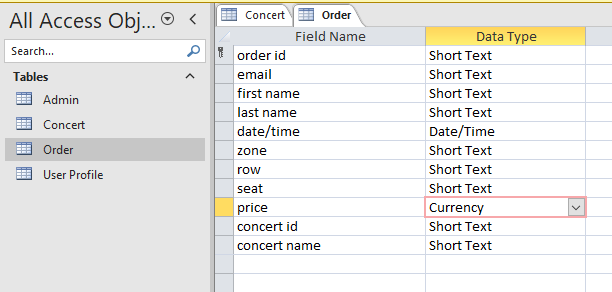 All Access Obj...
Search...
Tables
Admin
Concert
Order
User Profile
Concert Order
Field Name Data Type
order id Short Text
email Short Text
first name Short Text
last name Short Text
date/time Date/Time
zone Short Text
row Short Text
seat Short Text
price Currency
concert id Short Text
concert name Short Text